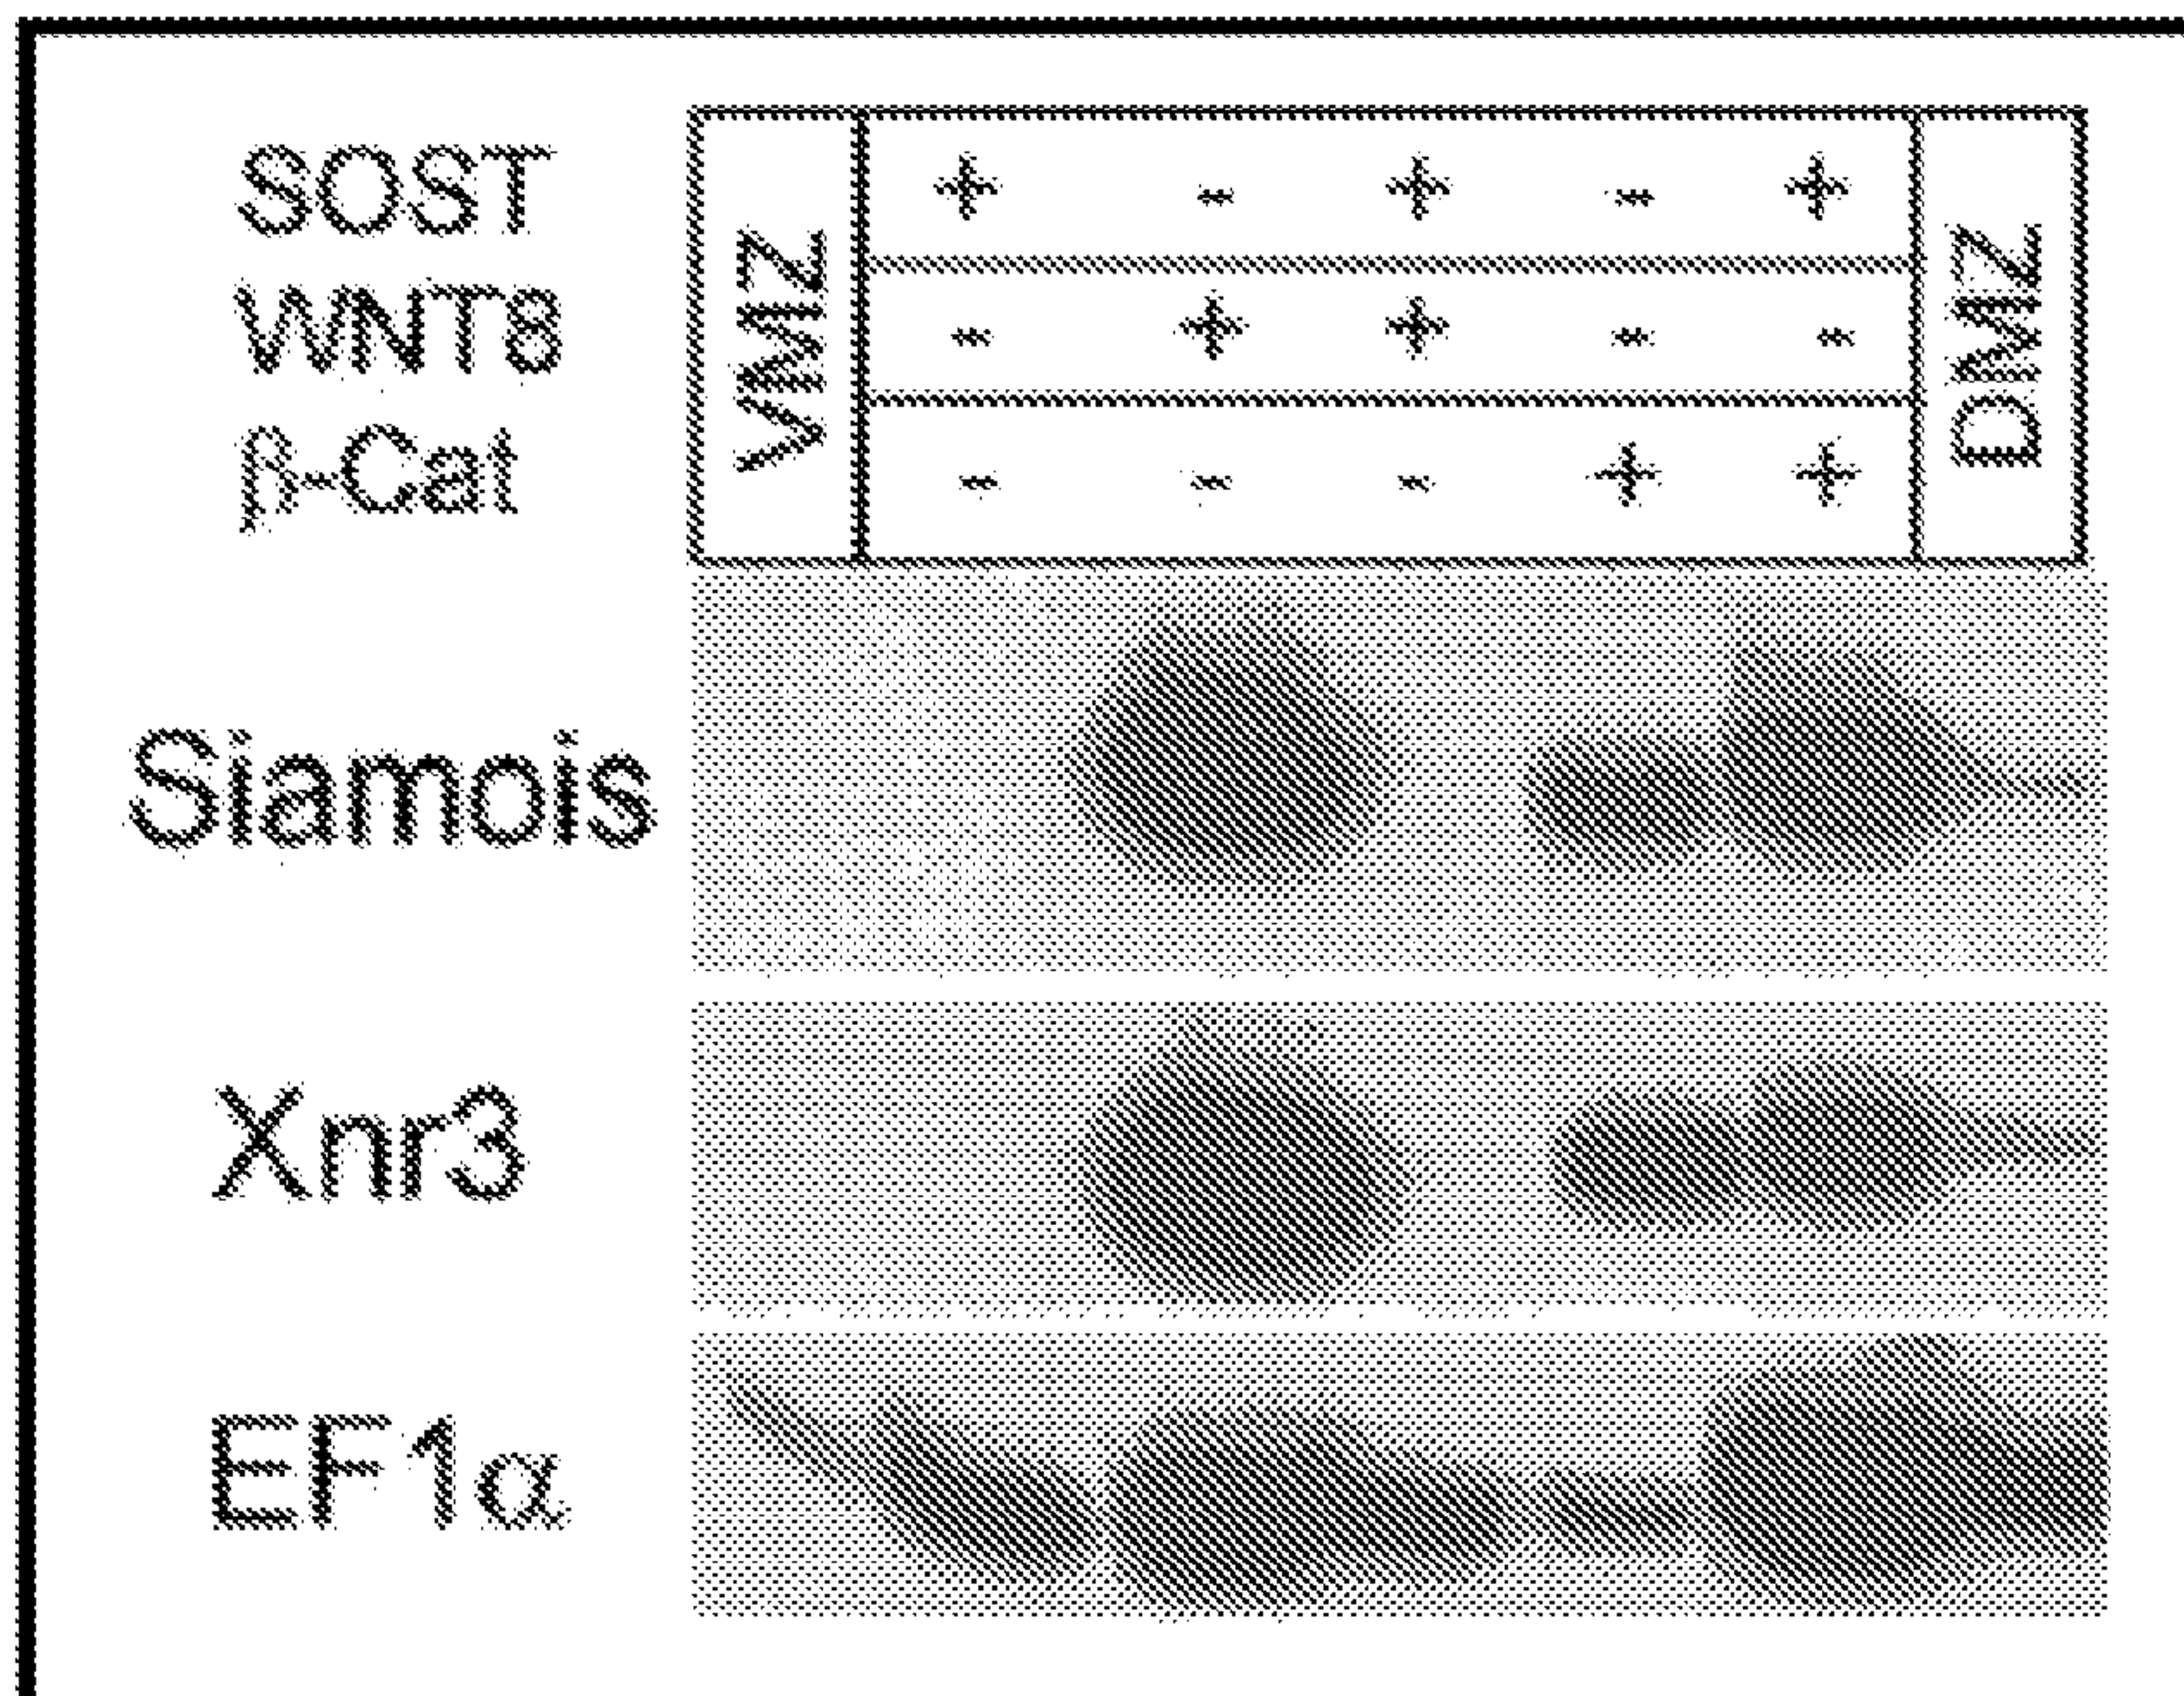 SOST + - + - +
WNT8 - + + - -
β-Cat - - - + +
VMZ
DMZ
Siamois
Xnr3
EF1α